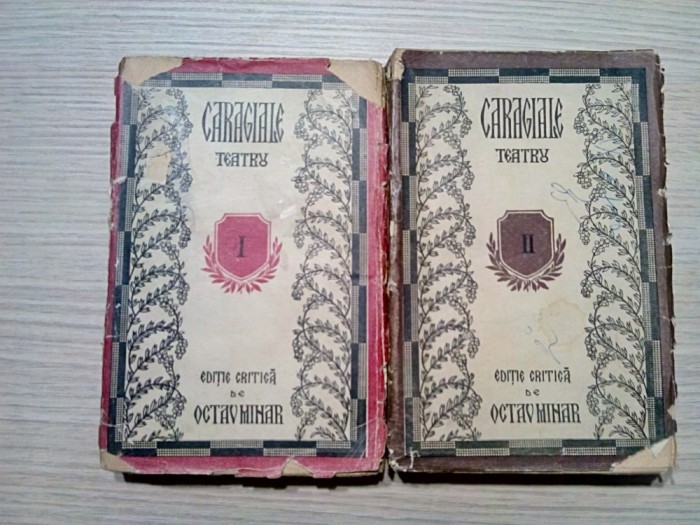 CARAGIALE
TEATRU
I
EDIȚIE CRITICĂ
DE
OCTAV MINAR
CARAGIALE
TEATRU
II
EDIȚIE CRITICĂ
DE
OCTAV MINAR